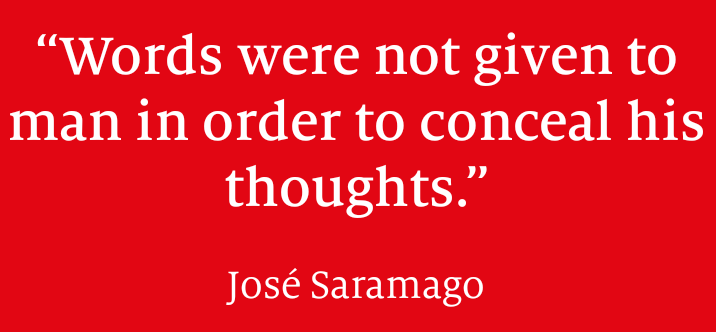 “Words were not given to
man in order to conceal his
thoughts.”
José Saramago